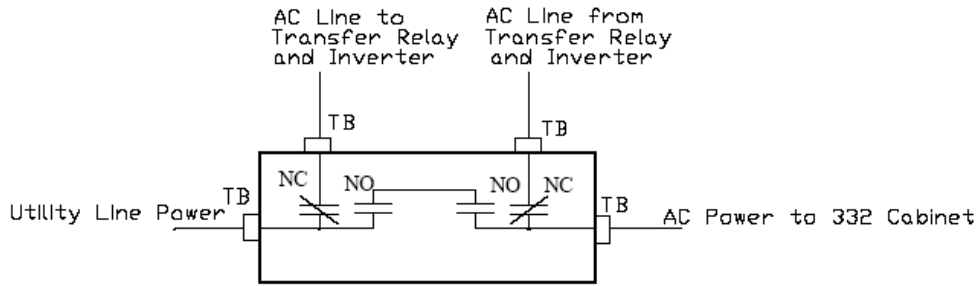 AC Line to
Transfer Relay
and Inverter
AC Line from
Transfer Relay
and Inverter
TB
TB
NC
NO
NO
NC
TB
TB
Utility Line Power
AC Power to 332 Cabinet